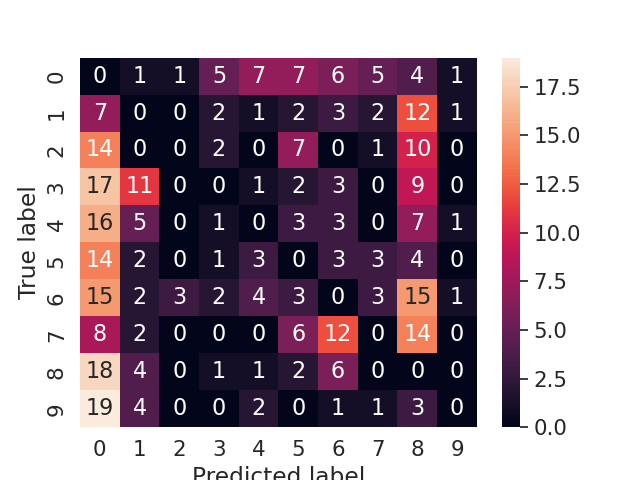 0 0 1 1 5 7 7 6 5 4 1
1 7 0 0 2 1 2 3 2 12 1
2 14 0 0 2 0 7 0 1 10 0
3 17 11 0 0 1 2 3 0 9 0
4 16 5 0 1 0 3 3 0 7 1
5 14 2 0 1 3 0 3 3 4 0
6 15 2 3 2 4 3 0 3 15 1
7 8 2 0 0 0 6 12 0 14 0
8 18 4 0 1 1 2 6 0 0 0
9 19 4 0 0 2 0 1 1 3 0
0 1 2 3 4 5 6 7 8 9
Predicted label
True label
17.5
15.0
12.5
10.0
7.5
5.0
2.5
0.0